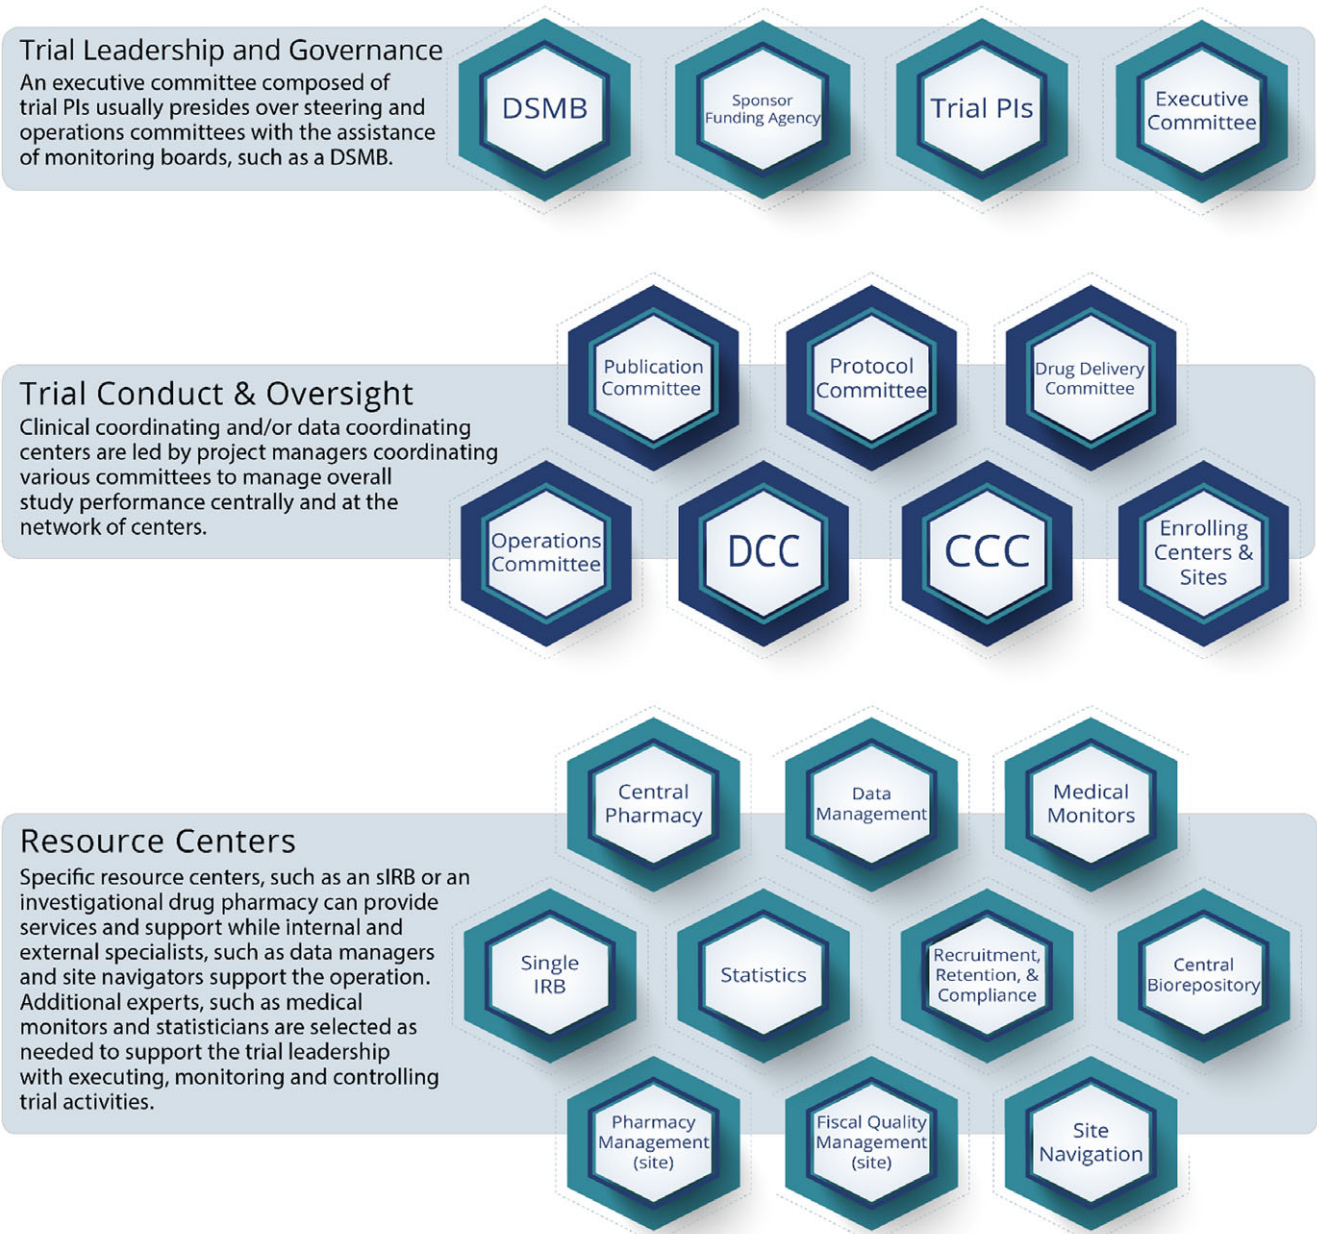 Trial Leadership and Governance
An executive committee composed of
trial PIs usually presides over steering and
operations committees with the assistance
of monitoring boards, such as a DSMB.
DSMB
Sponsor
Funding Agency
Trial PIs
Executive
Committee
Trial Conduct & Oversight
Clinical coordinating and/or data coordinating
centers are led by project managers coordinating
various committees to manage overall
study performance centrally and at the
network of centers.
Publication
Committee
Protocol
Committee
Drug Delivery
Committee
Operations
Committee
DCC
CCC
Enrolling
Centers &
Sites
Resource Centers
Specific resource centers, such as an sIRB or an
investigational drug pharmacy can provide
services and support while internal and
external specialists, such as data managers
and site navigators support the operation.
Additional experts, such as medical
monitors and statisticians are selected as
needed to support the trial leadership
with executing, monitoring and controlling
trial activities.
Central
Pharmacy
Data
Management
Medical
Monitors
Single
IRB
Statistics
Recruitment,
Retention, &
Compliance
Central
Biorepository
Pharmacy
Management
(site)
Fiscal Quality
Management
(site)
Site
Navigation